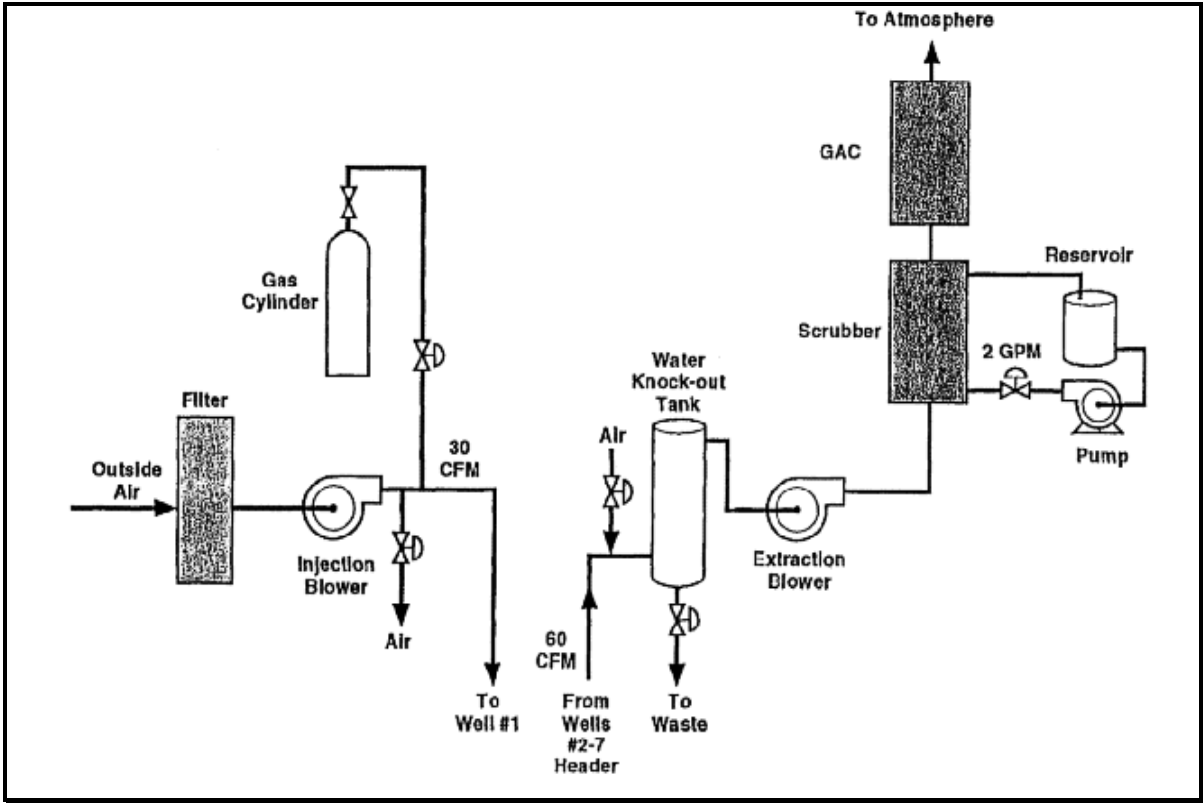 To Atmosphere
GAC
Reservoir
Gas
Cylinder
Scrubber
2 GPM
Water
Knock-out
Tank
Pump
Filter
Air
30
CFM
Outside
Air
Injection
Blower
Extraction
Blower
Air
60
CFM
To
Well #1
From
Wells
#2-7
Header
To
Waste